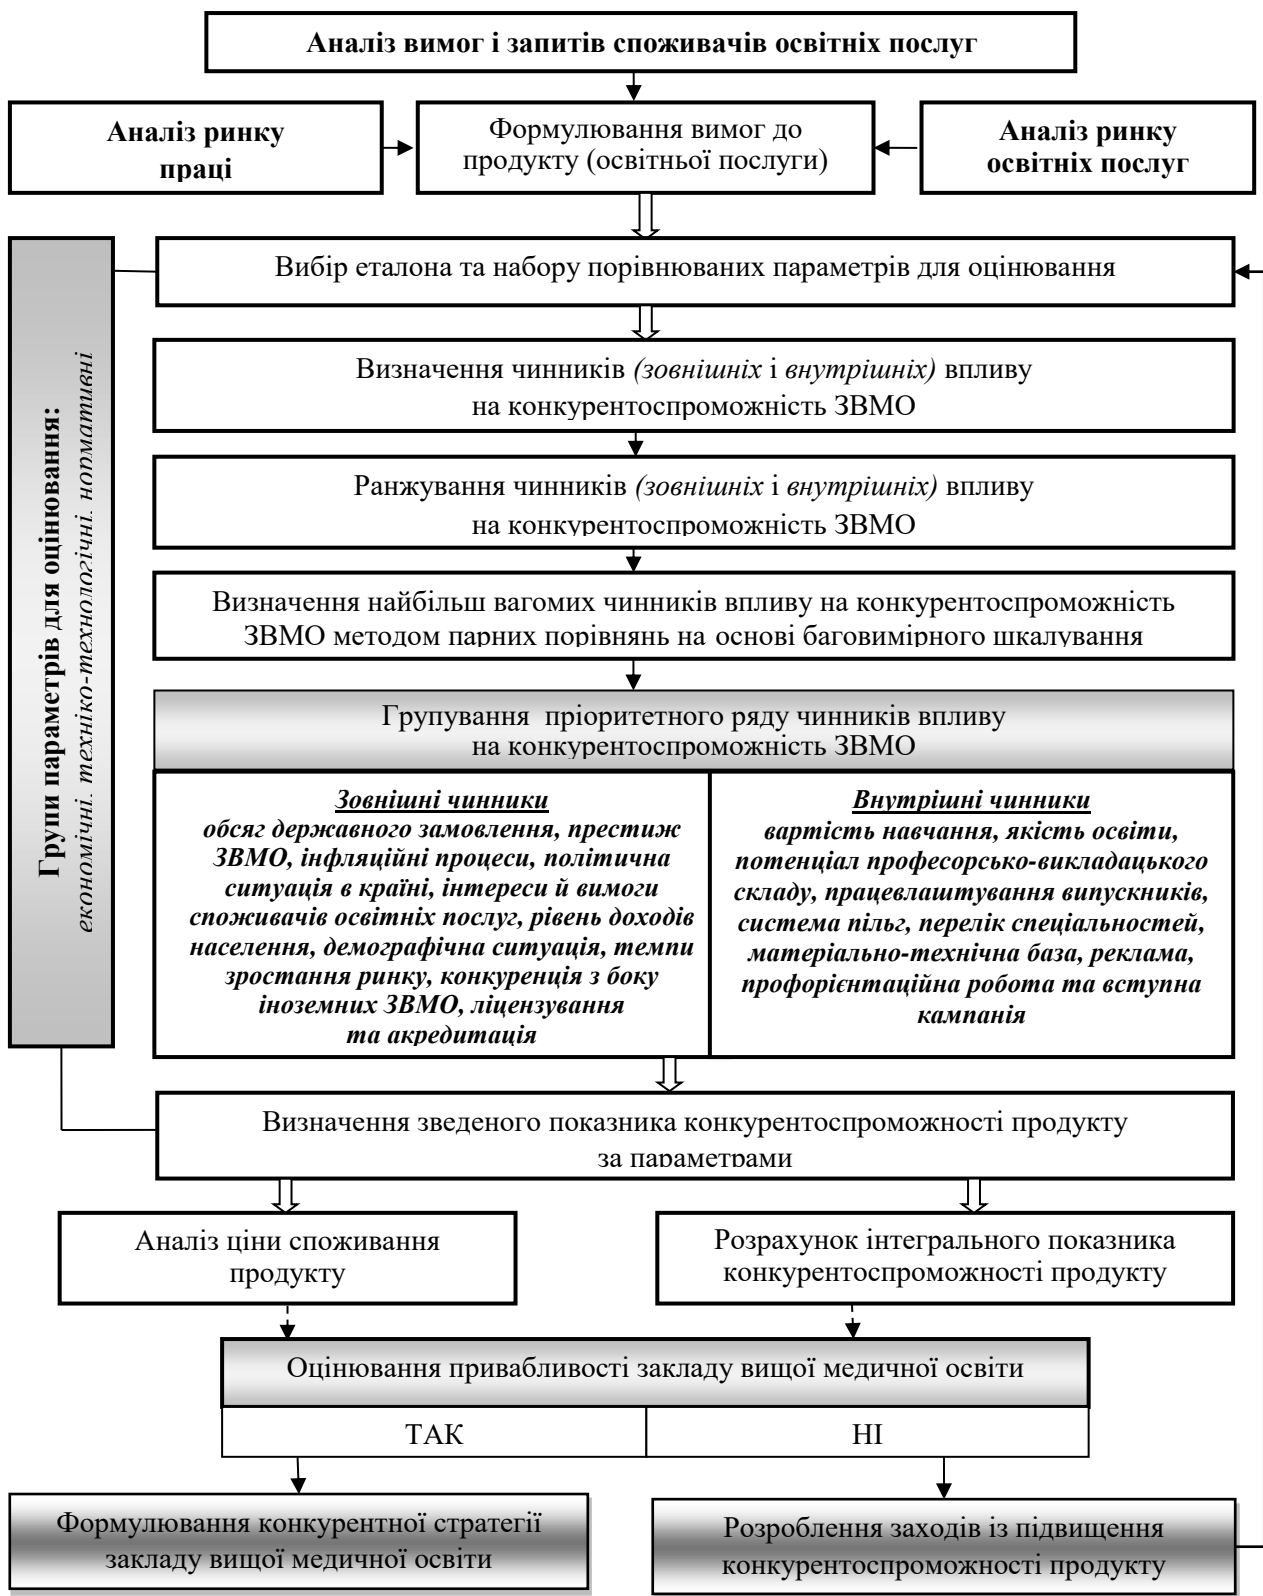 Аналіз вимог і запитів споживачів освітніх послуг
Аналіз ринку
праці
Формулювання вимог до
продукту (освітньої послуги)
Аналіз ринку
освітніх послуг
Групи параметрів для оцінювання:
економічні, техніко-технологічні, нормативні
Вибір еталона та набору порівнюваних параметрів для оцінювання
Визначення чинників (зовнішніх і внутрішніх) впливу
на конкурентоспроможність ЗВМО
Ранжування чинників (зовнішніх і внутрішніх) впливу
на конкурентоспроможність ЗВМО
Визначення найбільш вагомих чинників впливу на конкурентоспроможність
ЗВМО методом парних порівнянь на основі баговимірного шкалування
Групування пріоритетного ряду чинників впливу
на конкурентоспроможність ЗВМО
Зовнішні чинники
обсяг державного замовлення, престиж
ЗВМО, інфляційні процеси, політична
ситуація в країні, інтереси й вимоги
споживачів освітніх послуг, рівень доходів
населення, демографічна ситуація, темпи
зростання ринку, конкуренція з боку
іноземних ЗВМО, ліцензування
та акредитація
Внутрішні чинники
вартість навчання, якість освіти,
потенціал професорсько-викладацького
складу, працевлаштування випускників,
система пільг, перелік спеціальностей,
матеріально-технічна база, реклама,
профорієнтаційна робота та вступна
кампанія
Визначення зведеного показника конкурентоспроможності продукту
за параметрами
Аналіз ціни споживання
продукту
Розрахунок інтегрального показника
конкурентоспроможності продукту
Оцінювання привабливості закладу вищої медичної освіти
ТАК
НІ
Формулювання конкурентної стратегії
закладу вищої медичної освіти
Розроблення заходів із підвищення
конкурентоспроможності продукту